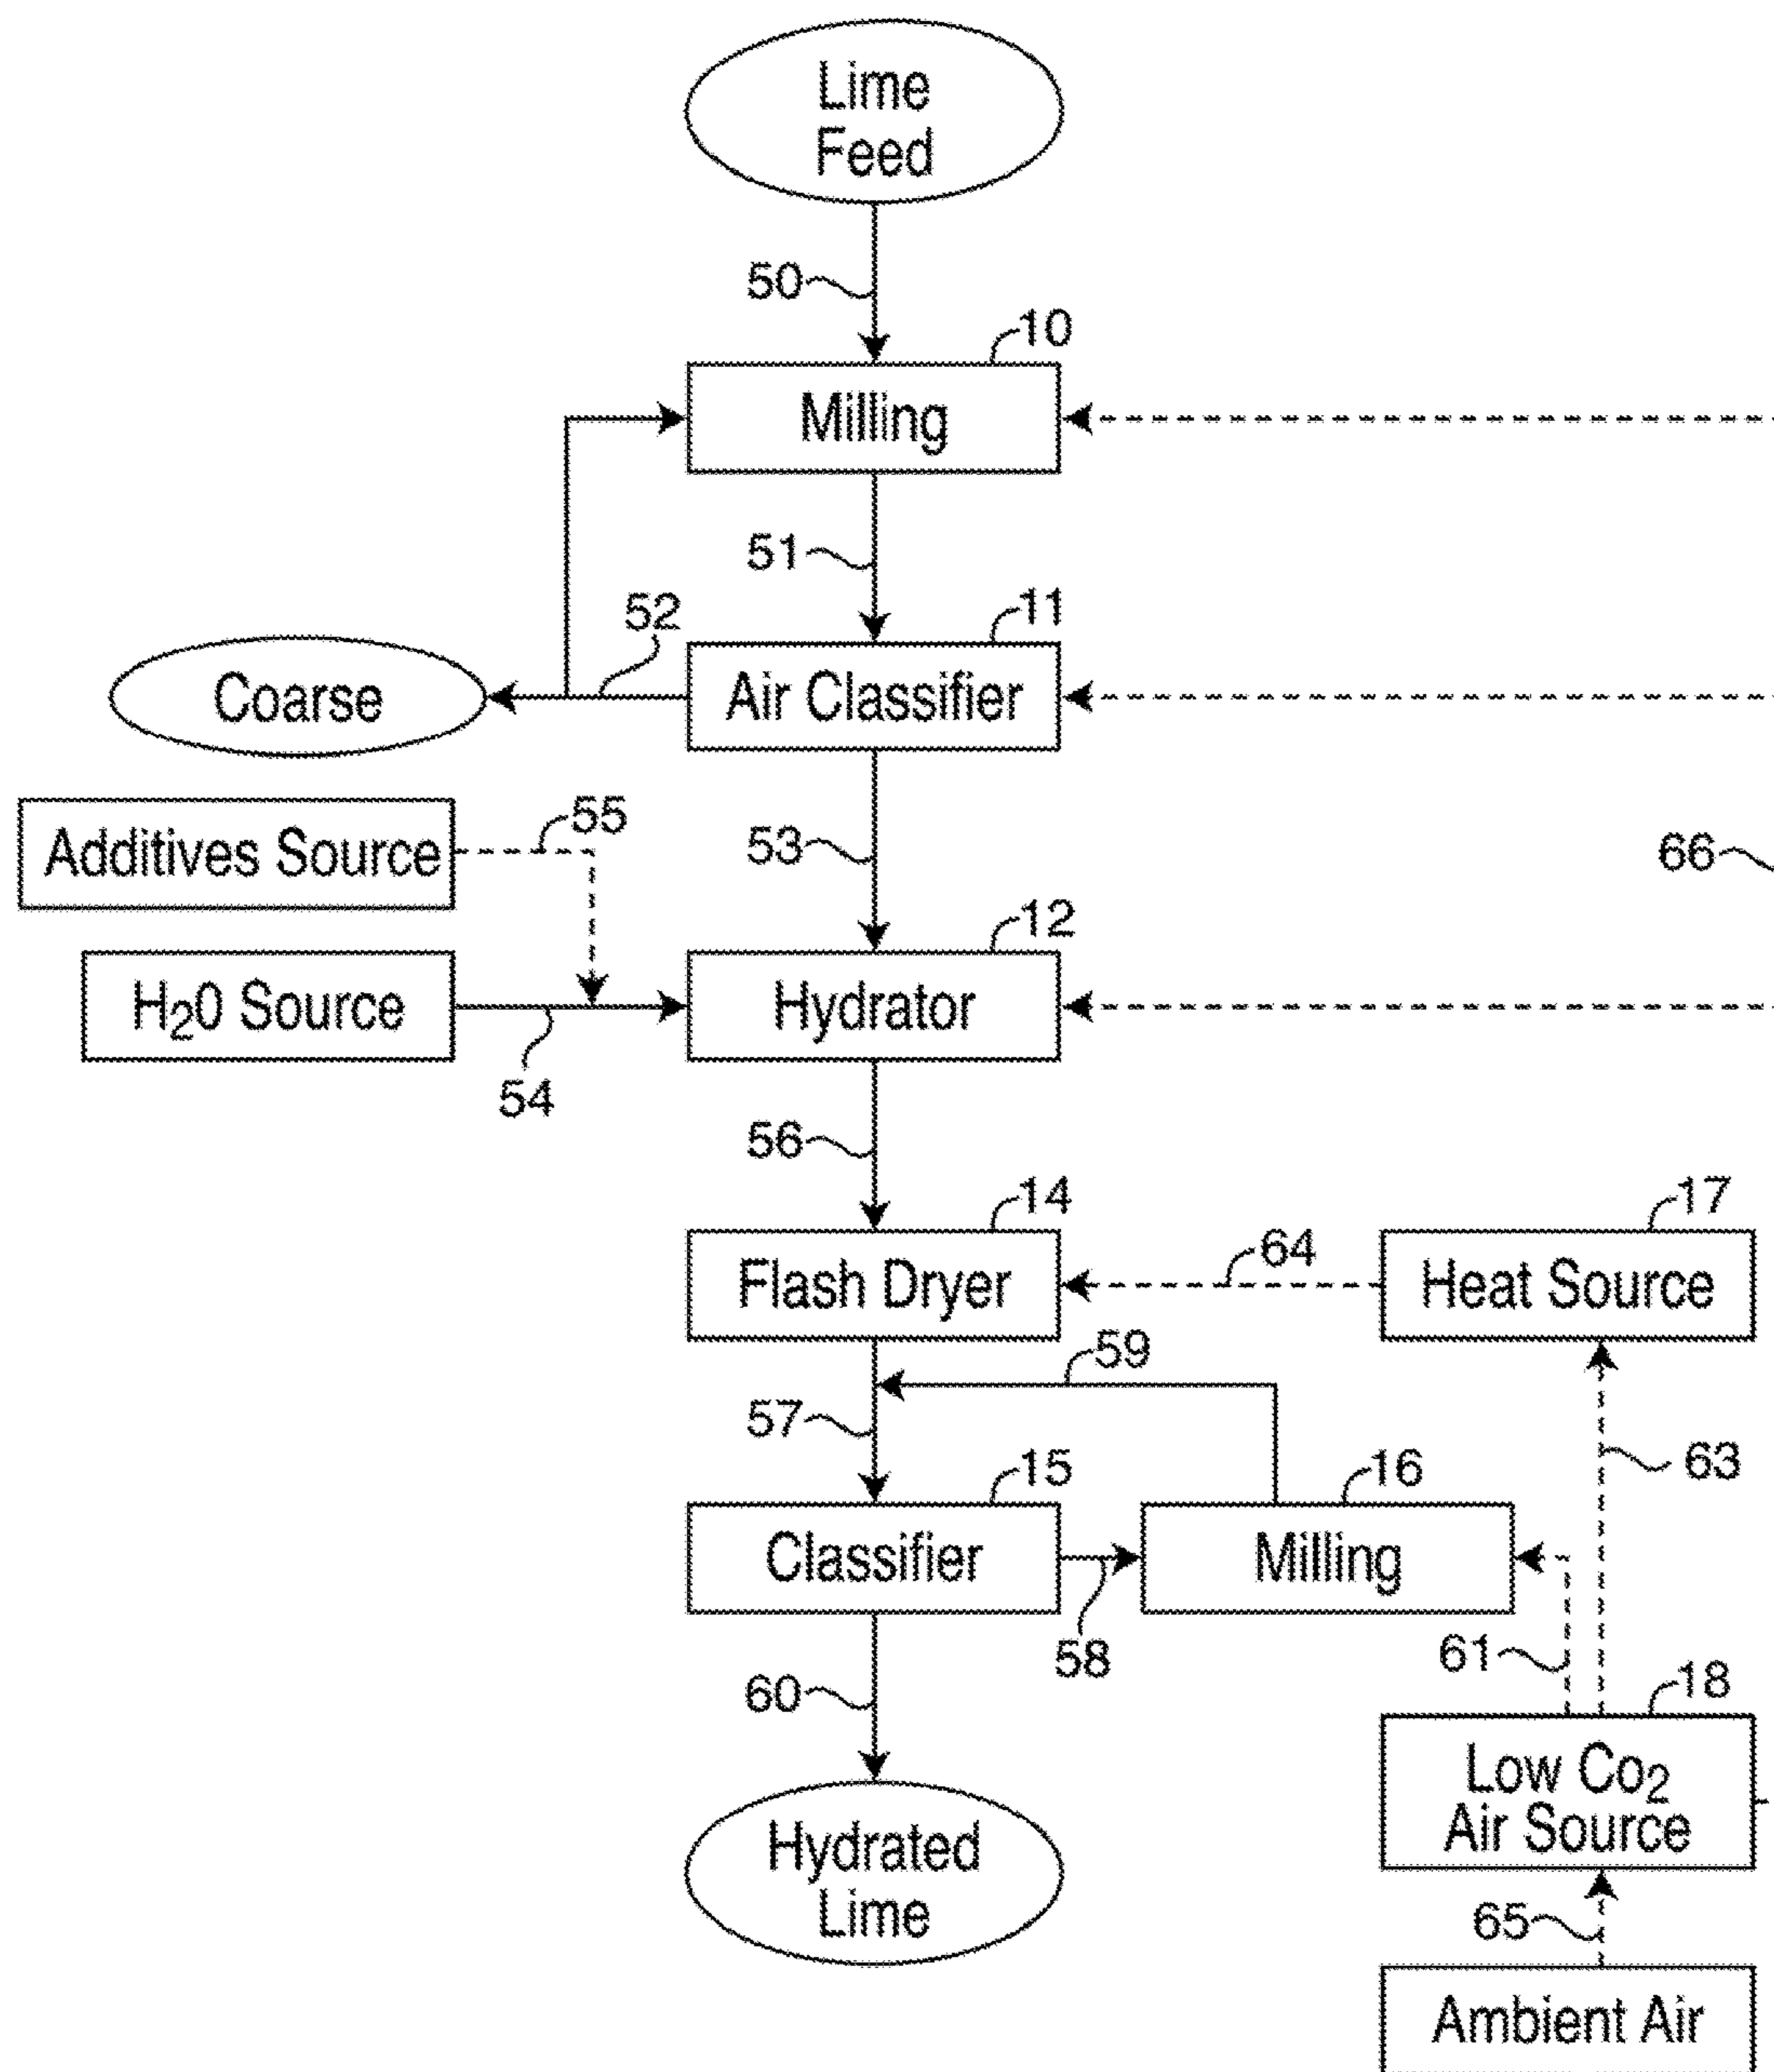 Lime
Feed
50
10
Milling
51
52
11
Coarse
Air Classifier
55
Additives Source
53
66
12
H₂0 Source
Hydrator
54
56
14
17
64
Flash Dryer
Heat Source
59
57
63
15
16
Classifier
Milling
58
61
60
18
Low Co₂
Air Source
Hydrated
Lime
65
Ambient Air